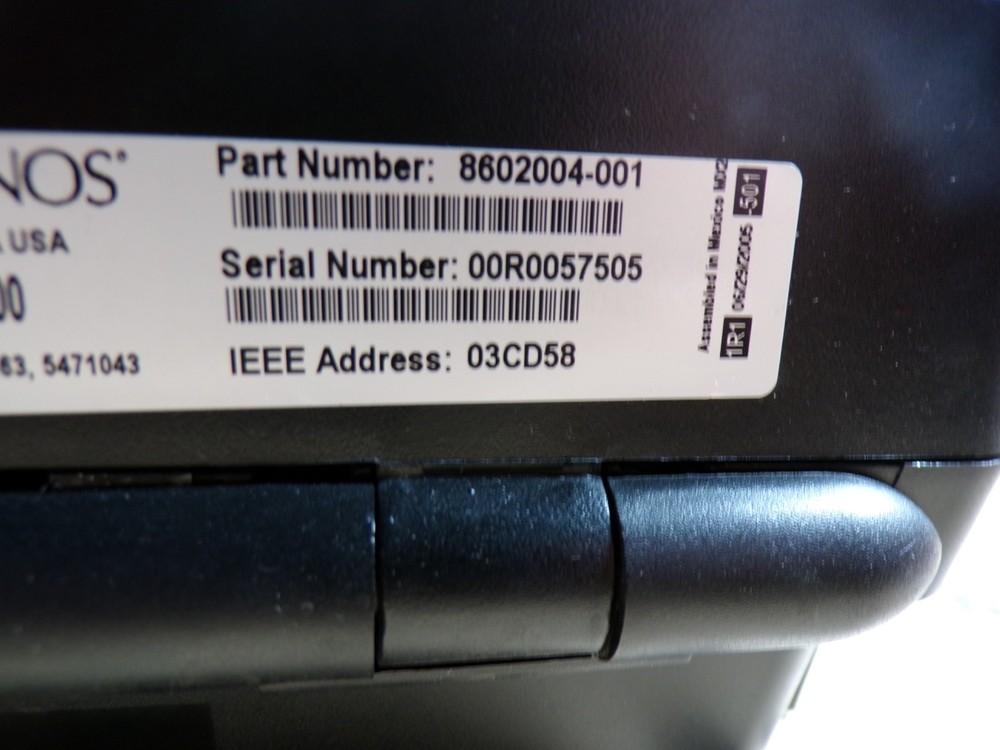 NOS®
USA
00
63, 5471043
Part Number: 8602004-001
Serial Number: 00R0057505
IEEE Address: 03CD58
Assembled in Mexico MX2
1R1 06/29/2005 -501